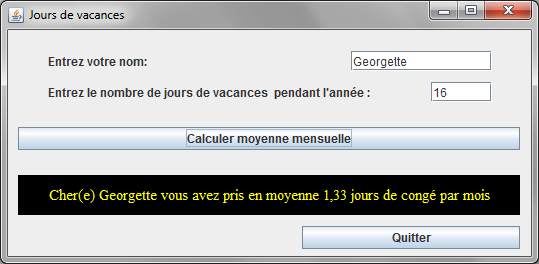 Jours de vacances
Entrez votre nom: Georgette
Entrez le nombre de jours de vacances  pendant l'année : 16
Calculer moyenne mensuelle
Cher(e) Georgette vous avez pris en moyenne 1,33 jours de congé par mois
Quitter